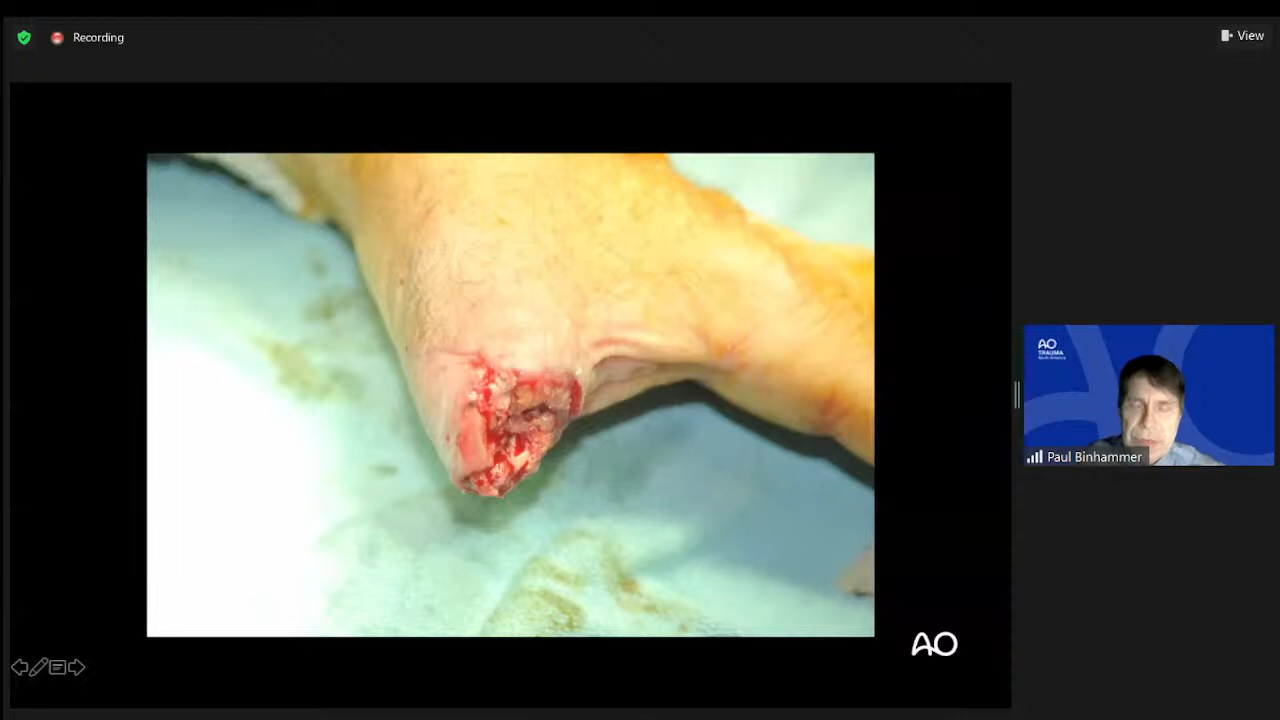 Recording
View
AO
TRAUMA
Paul Binhammer
AO